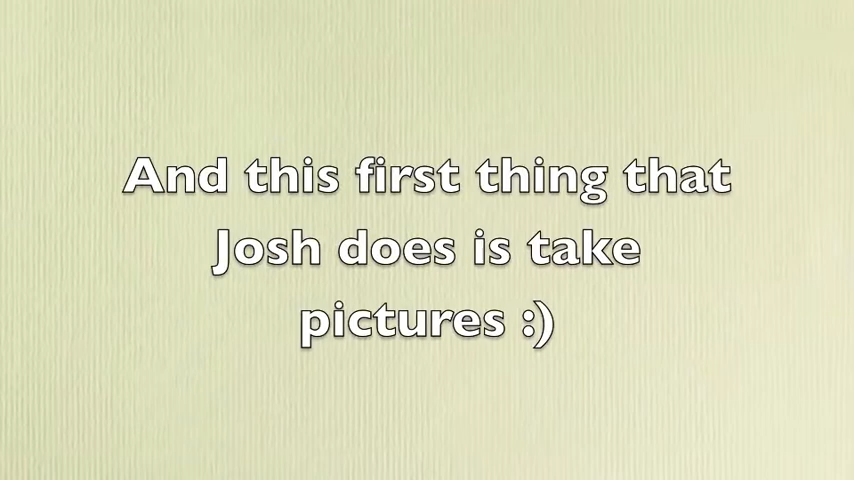 And this first thing that
Josh does is take
pictures :)